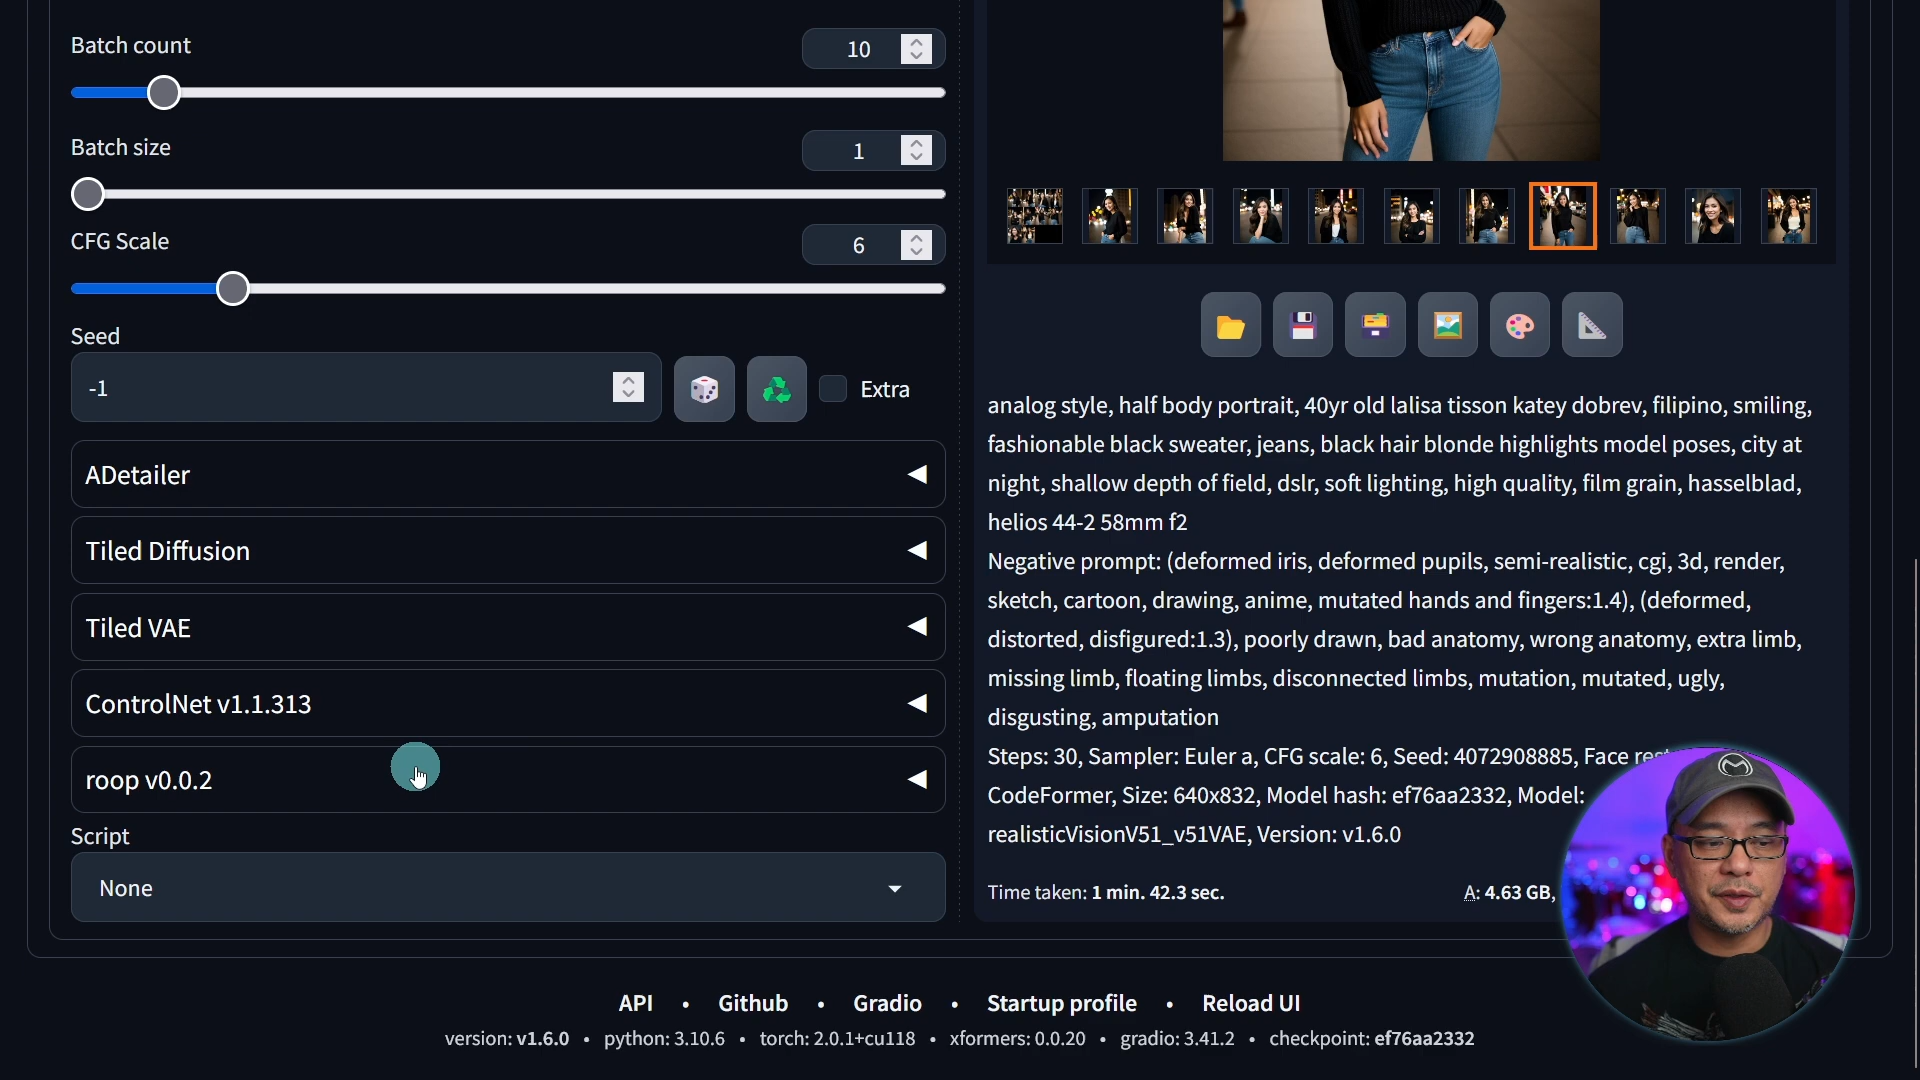 Batch count
10
Batch size
1
CFG Scale
6
Seed
-1
Extra
ADetailer
Tiled Diffusion
Tiled VAE
ControlNet v1.1.313
roop v0.0.2
Script
None
analog style, half body portrait, 40yr old lalisa tisson katey dobrev, filipino, smiling,
fashionable black sweater, jeans, black hair blonde highlights model poses, city at
night, shallow depth of field, dslr, soft lighting, high quality, film grain, hasselblad,
helios 44-2 58mm f2
Negative prompt: (deformed iris, deformed pupils, semi-realistic, cgi, 3d, render,
sketch, cartoon, drawing, anime, mutated hands and fingers:1.4), (deformed,
distorted, disfigured:1.3), poorly drawn, bad anatomy, wrong anatomy, extra limb,
missing limb, floating limbs, disconnected limbs, mutation, mutated, ugly,
disgusting, amputation
Steps: 30, Sampler: Euler a, CFG scale: 6, Seed: 4072908885, Face
CodeFormer, Size: 640x832, Model hash: ef76aa2332, Model:
realisticVisionV51_v51VAE, Version: v1.6.0
Time taken: 1 min. 42.3 sec.
A: 4.63 GB,
API • Github • Gradio • Startup profile • Reload UI
version: v1.6.0 • python: 3.10.6 • torch: 2.0.1+cu118 • xformers: 0.0.20 • gradio: 3.41.2 • checkpoint: ef76aa2332